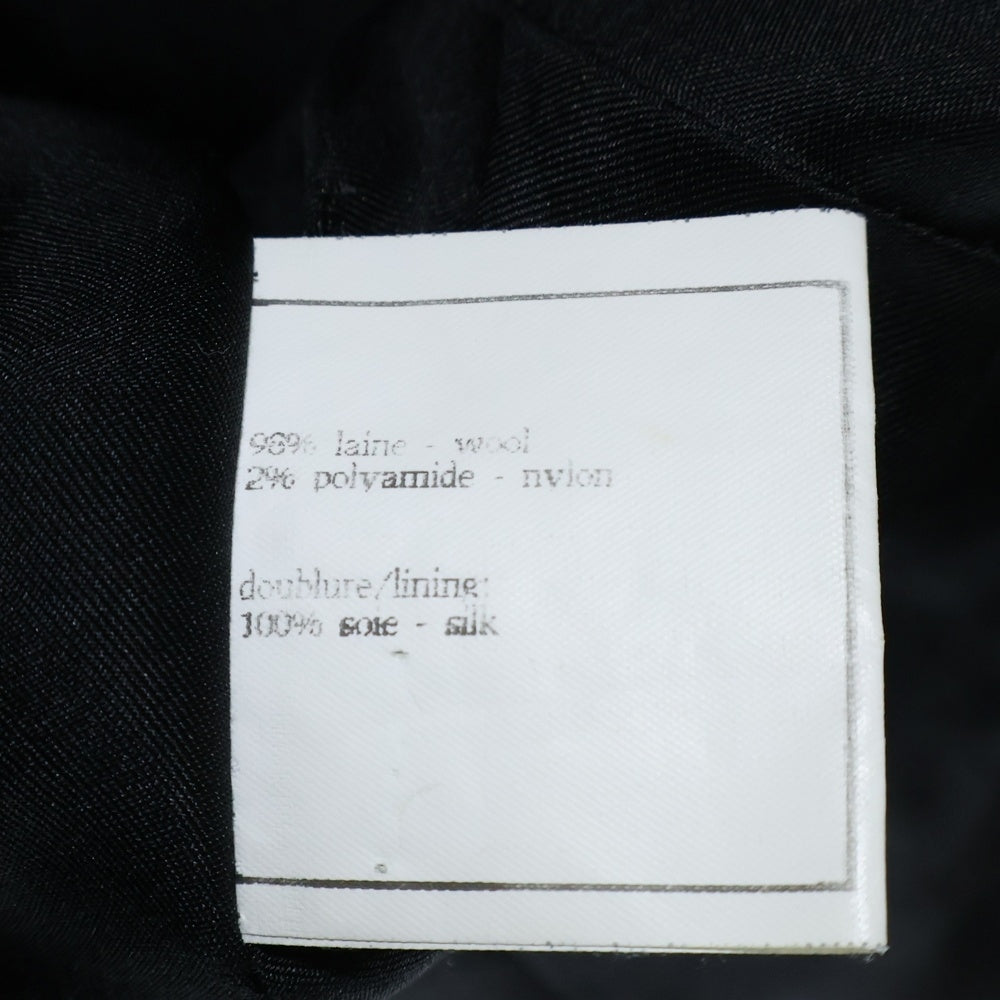 98% laine - wool
2% polyamide - nylon
doublure/lining:
100% soie - silk